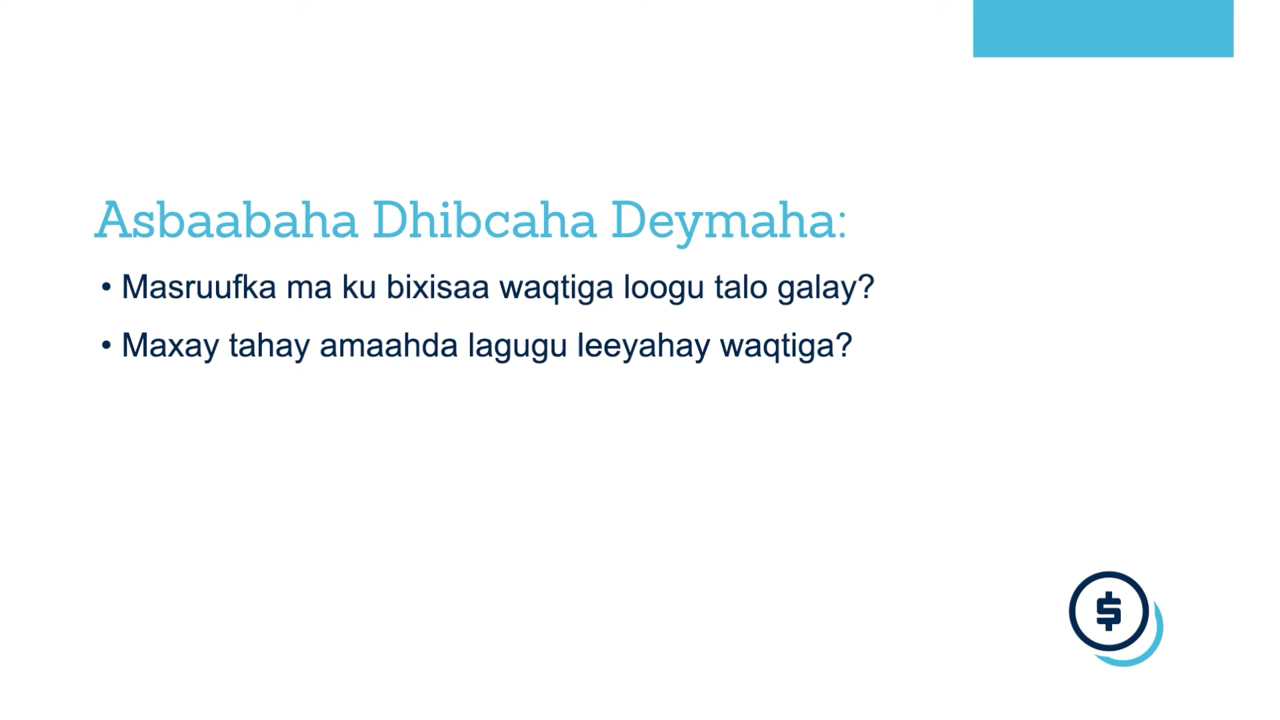 Asbaabaha Dhibcaha Deymaha:
• Masruufka ma ku bixisaa waqtiga loogu talo galay?
• Maxay tahay amaahda lagugu leeyahay waqtiga?
$